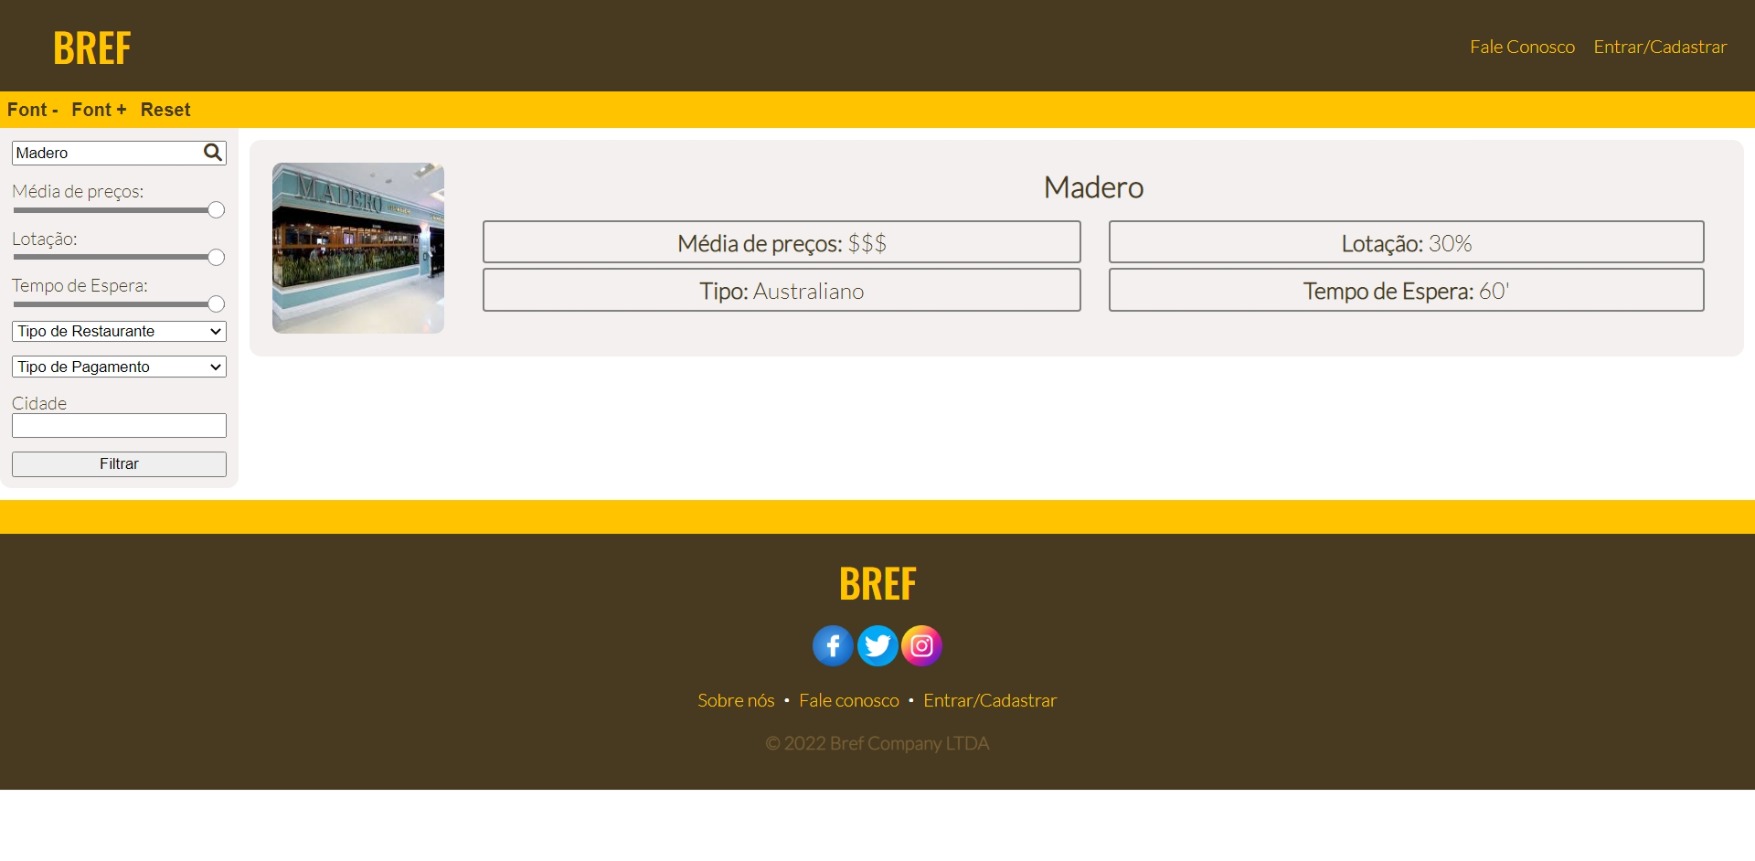 BREF
Fale Conosco Entrar/Cadastrar
Font - Font + Reset
Madero
Média de preços:
Lotação:
Tempo de Espera:
Tipo de Restaurante
Tipo de Pagamento
Cidade
Filtrar
MADERO
Madero
Média de preços: $$$
Lotação: 30%
Tipo: Australiano
Tempo de Espera: 60'
BREF
Sobre nós • Fale conosco • Entrar/Cadastrar
© 2022 Bref Company LTDA